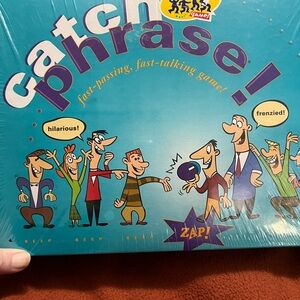 catch
phrase!
fast-passing, fast-talking game!
hilarious!
frenzied!
ZAP!